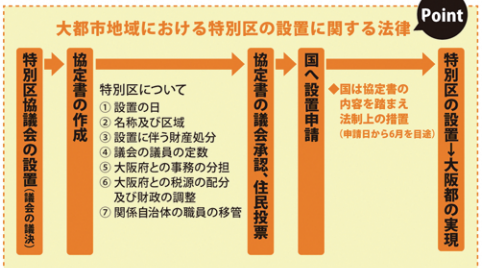 Point
大都市地域における特別区の設置に関する法律
特別区協議会の設置(議会の議決)
協定書の作成
特別区について
① 設置の日
② 名称及び区域
③ 設置に伴う財産処分
④ 議会の議員の定数
⑤ 大阪府との事務の分担
⑥ 大阪府との税源の配分
及び財政の調整
⑦ 関係自治体の職員の移管
協定書の議会承認、住民投票
国へ設置申請
◆国は協定書の
内容を踏まえ
法制上の措置
(申請日から6月を目途)
特別区の設置→大阪都の実現